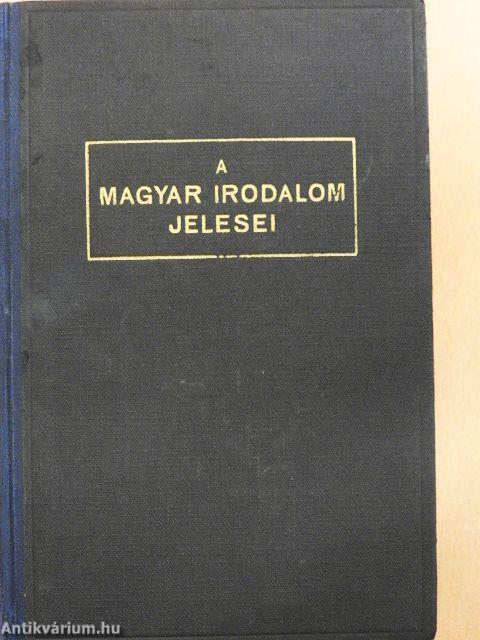 A
MAGYAR IRODALOM
JELESEI
Antikvárium.hu